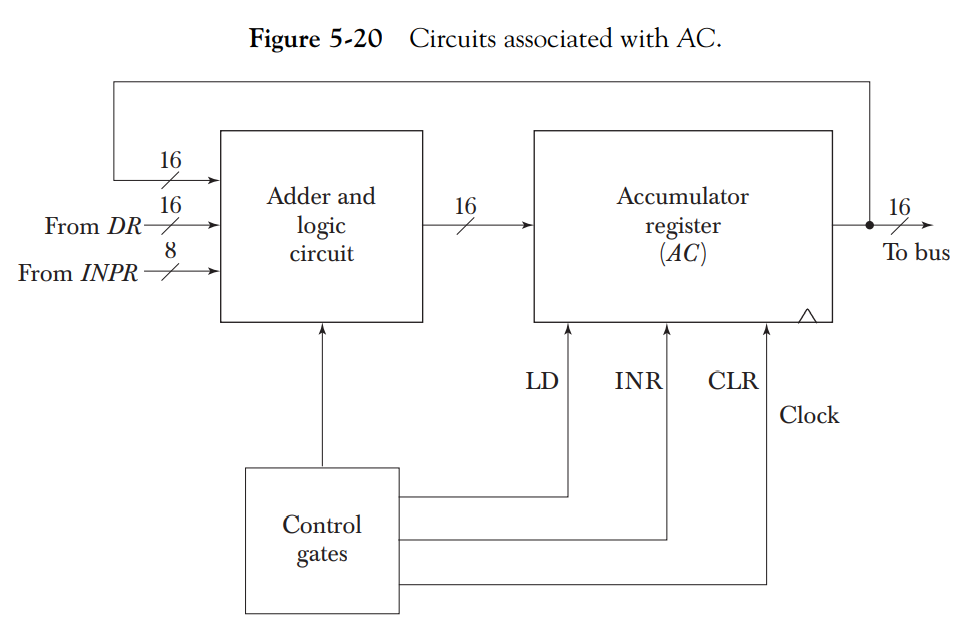 Figure 5-20 Circuits associated with AC.
16
16
From DR
8
From INPR
Adder and
logic
circuit
16
Accumulator
register
(AC)
16
To bus
LD
INR
CLR
Clock
Control
gates